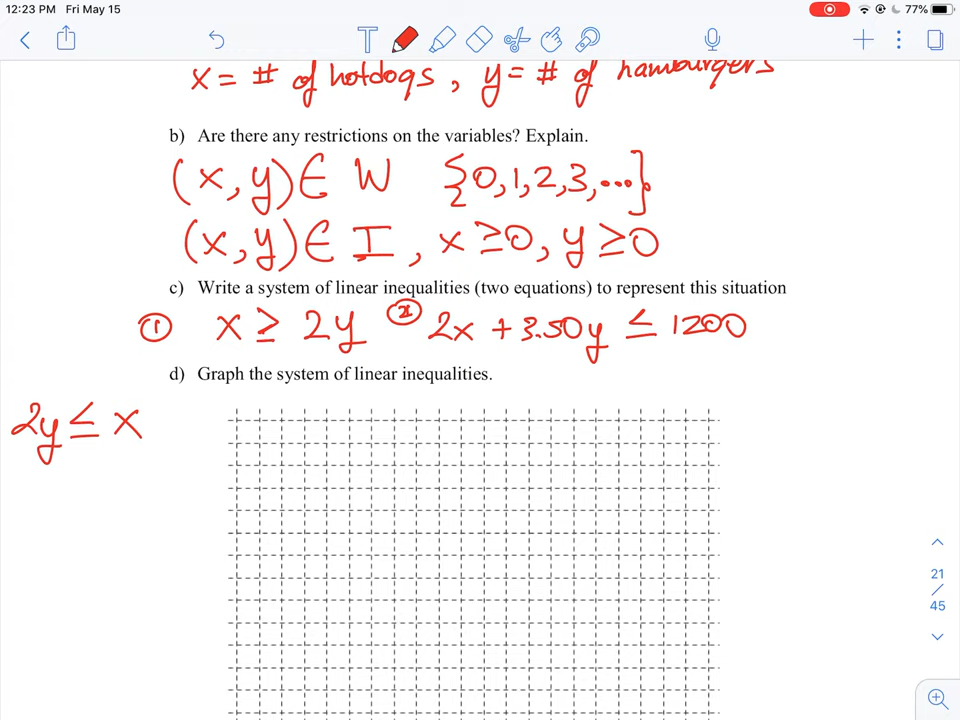 12:23 PM Fri May 15
77%
T
x = # of hotdogs , y = # of hamburgers
b) Are there any restrictions on the variables? Explain.
(x, y) ∈ W {0, 1, 2, 3, ...}
(x, y) ∈ I , x ≥ 0, y ≥ 0
c) Write a system of linear inequalities (two equations) to represent this situation
① x ≥ 2y ② 2x + 3.50y ≤ 1200
d) Graph the system of linear inequalities.
2y ≤ x
21
/
45